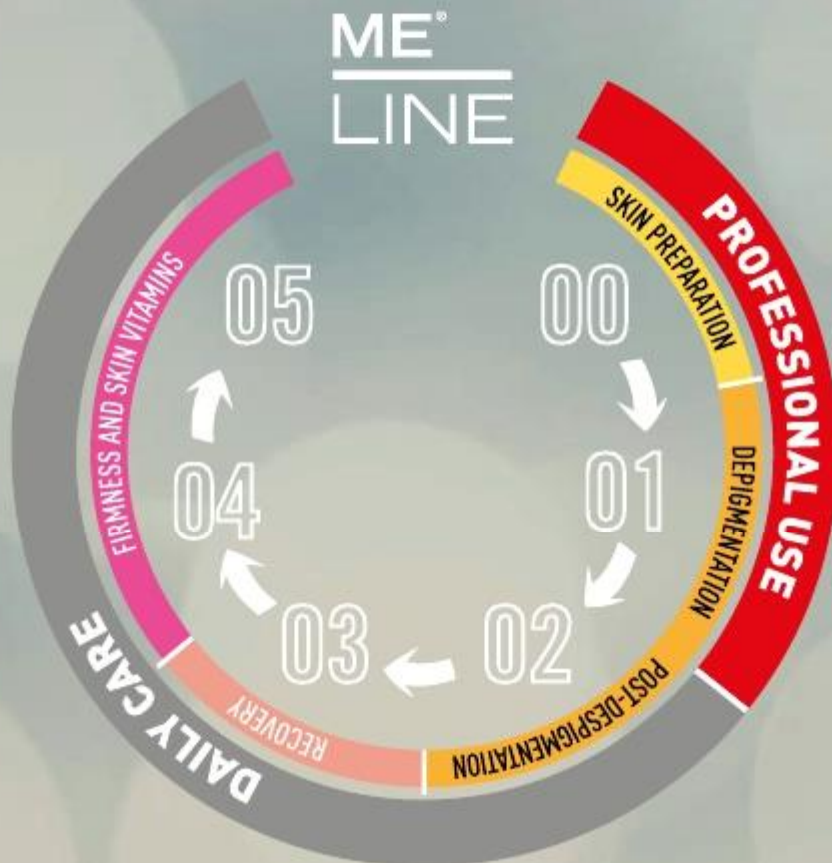 ME®
LINE
PROFESSIONAL USE
SKIN PREPARATION
DEPIGMENTATION
POST-DESPIGMENTATION
RECOVERY
FIRMNESS AND SKIN VITAMINS
DAILY CARE
00
01
02
03
04
05